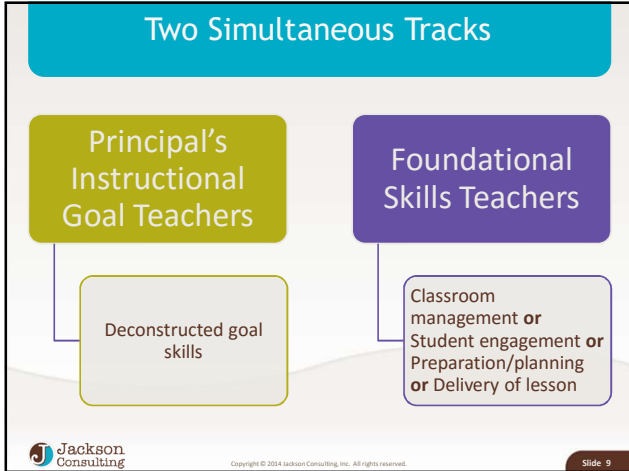 Two Simultaneous Tracks
Principal’s
Instructional
Goal Teachers
Deconstructed goal
skills
Foundational
Skills Teachers
Classroom
management or
Student engagement or
Preparation/planning
or Delivery of lesson
Jackson
Consulting
Copyright © 2014 Jackson Consulting, Inc. All rights reserved.
Slide 9